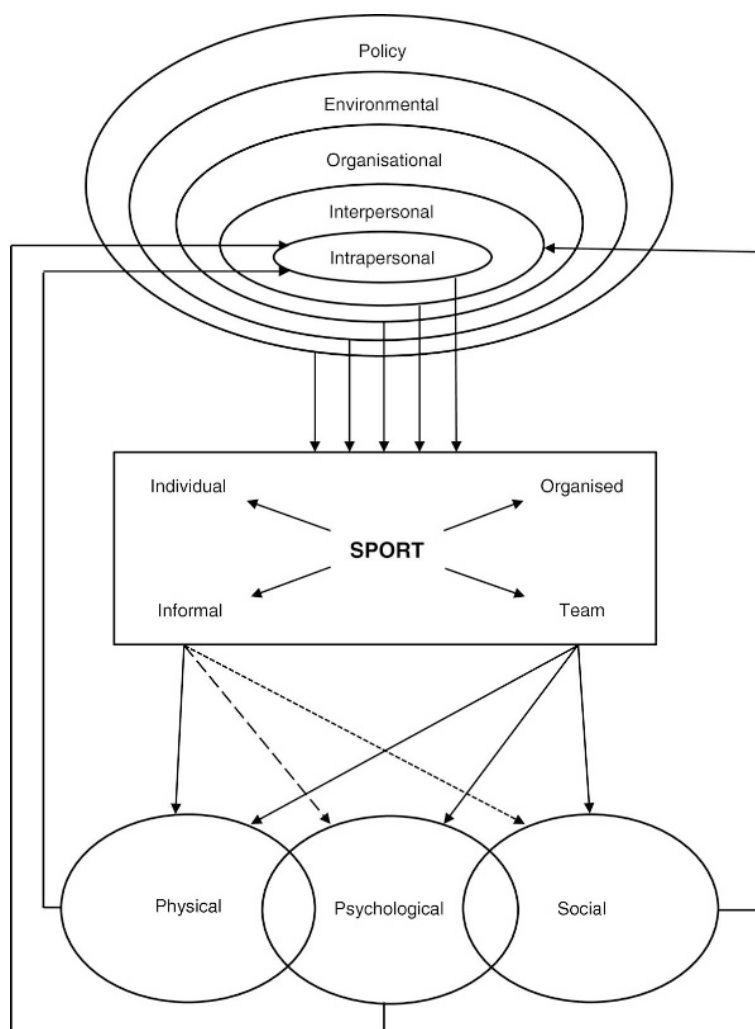 Policy
Environmental
Organisational
Interpersonal
Intrapersonal
Individual
Organised
SPORT
Informal
Team
Physical
Psychological
Social